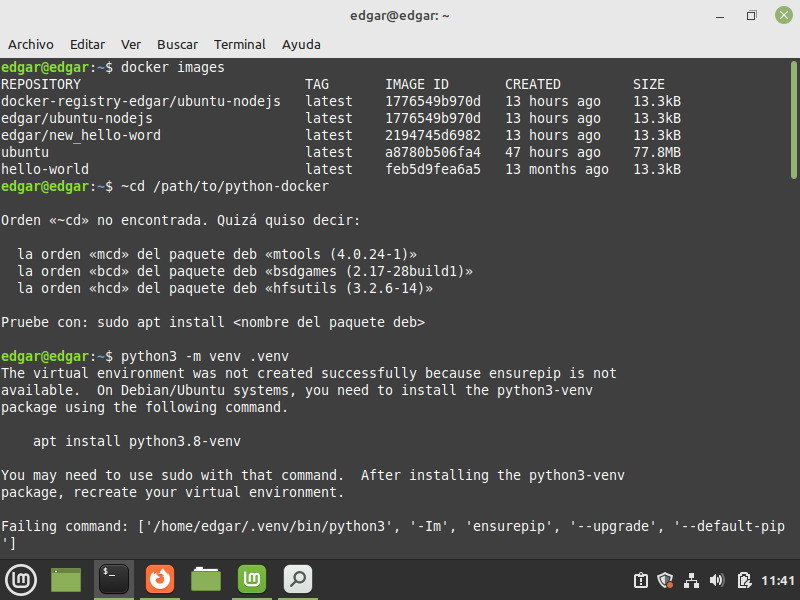 edgar@edgar: ~
Archivo Editar Ver Buscar Terminal Ayuda
edgar@edgar:~$ docker images
REPOSITORY TAG IMAGE ID CREATED SIZE
docker-registry-edgar/ubuntu-nodejs latest 1776549b970d 13 hours ago 13.3kB
edgar/ubuntu-nodejs latest 1776549b970d 13 hours ago 13.3kB
edgar/new_hello-word latest 2194745d6982 13 hours ago 13.3kB
ubuntu latest a8780b506fa4 47 hours ago 77.8MB
hello-world latest feb5d9fea6a5 13 months ago 13.3kB
edgar@edgar:~$ ~cd /path/to/python-docker
Orden «~cd» no encontrada. Quizá quiso decir:
la orden «mcd» del paquete deb «mtools (4.0.24-1)»
la orden «bcd» del paquete deb «bsdgames (2.17-28build1)»
la orden «hcd» del paquete deb «hfsutils (3.2.6-14)»
Pruebe con: sudo apt install <nombre del paquete deb>
edgar@edgar:~$ python3 -m venv .venv
The virtual environment was not created successfully because ensurepip is not
available.  On Debian/Ubuntu systems, you need to install the python3-venv
package using the following command.
apt install python3.8-venv
You may need to use sudo with that command.  After installing the python3-venv
package, recreate your virtual environment.
Failing command: ['/home/edgar/.venv/bin/python3', '-Im', 'ensurepip', '--upgrade', '--default-pip
']
11:41